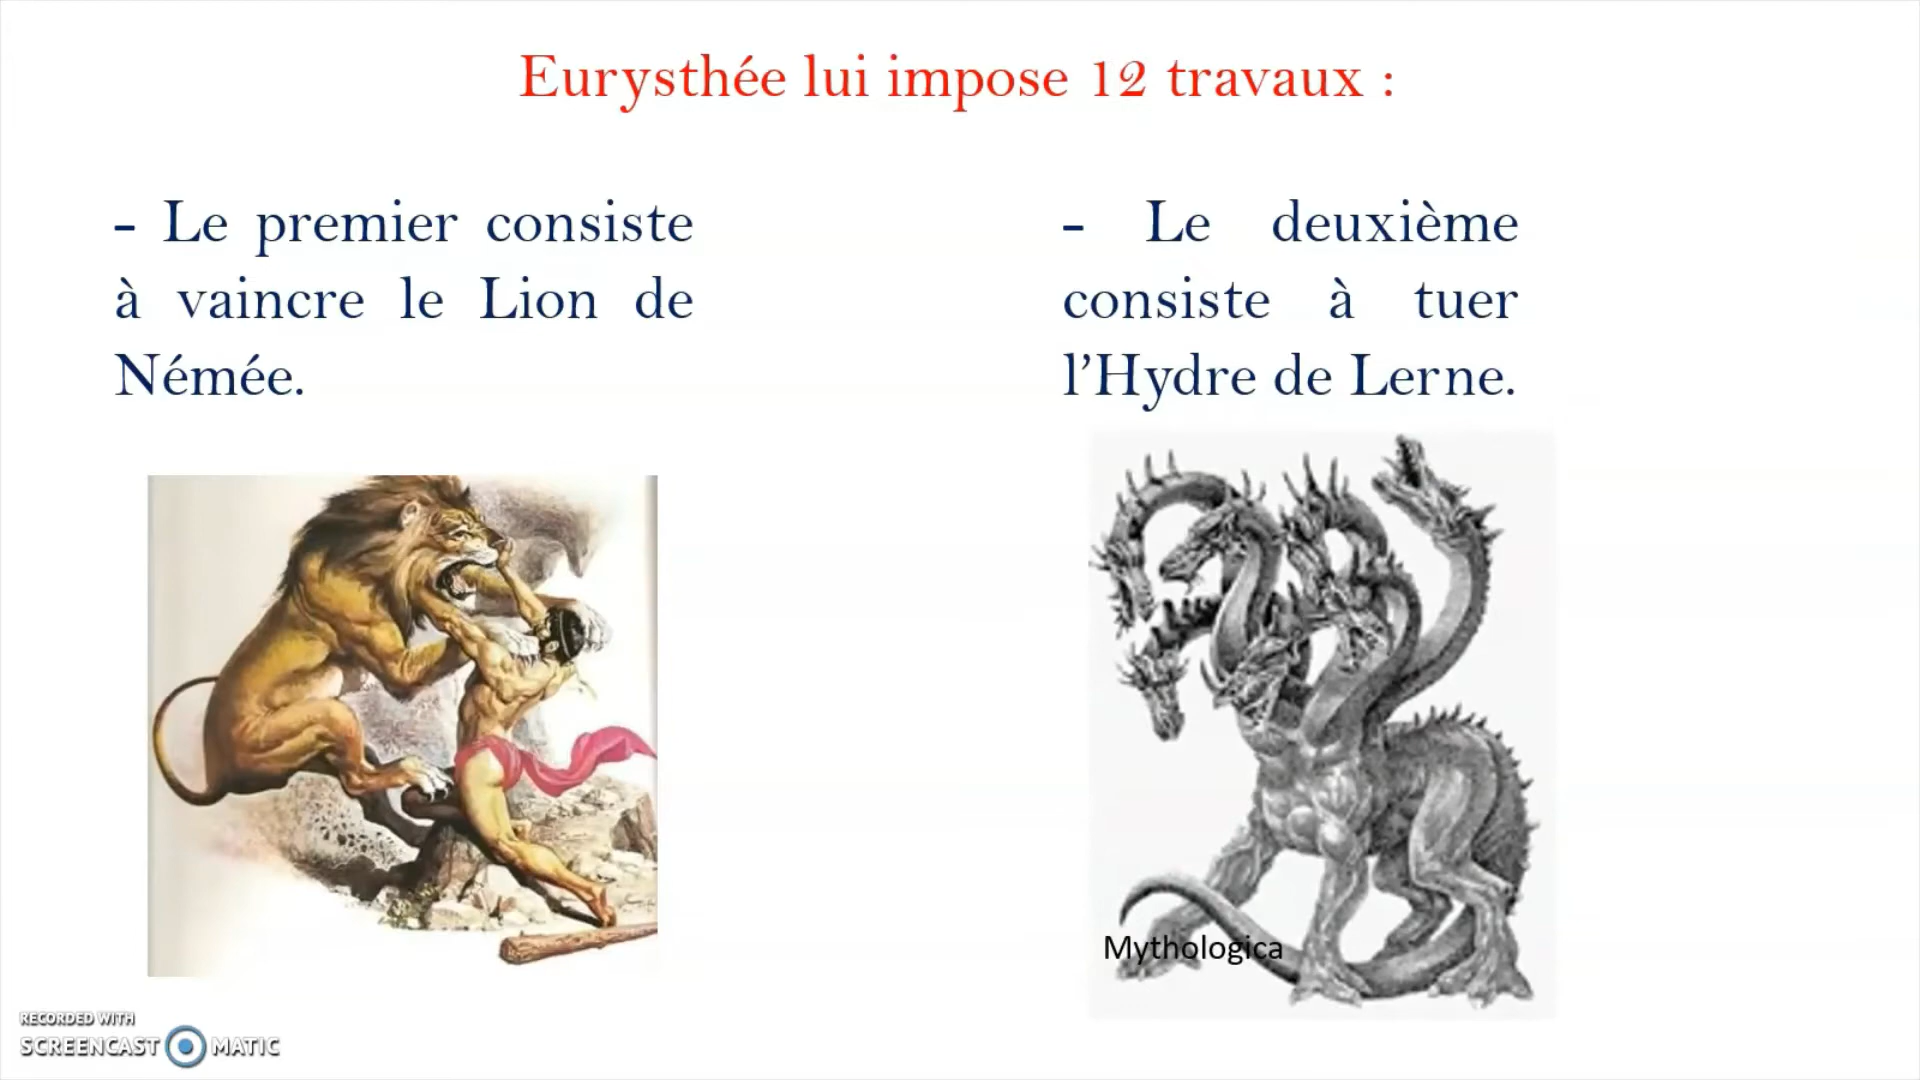 Eurysthée lui impose 12 travaux :
- Le premier consiste
à vaincre le Lion de
Némée.
- Le deuxième
consiste à tuer
l’Hydre de Lerne.
Mythologica
RECORDED WITH
SCREENCAST MATIC